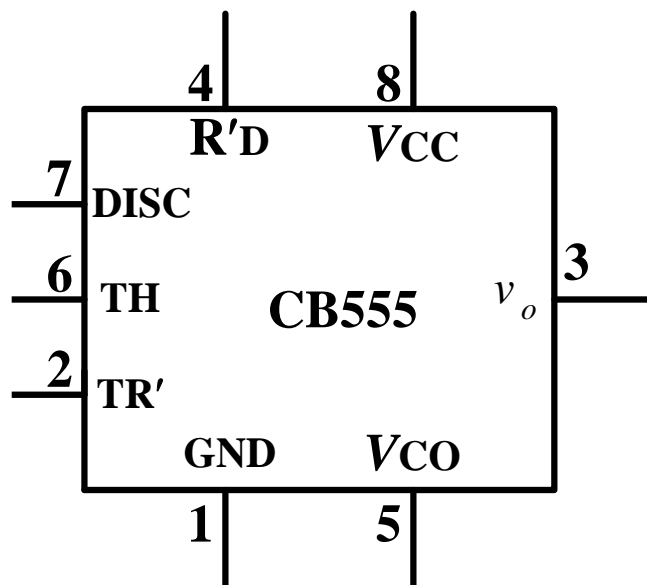 4 8
R'D VCC
7 DISC
6 TH CB555 vo 3
2 TR'
GND VCO
1 5